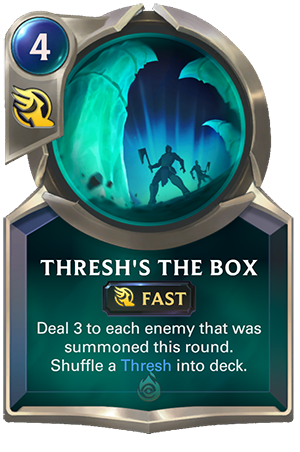 4
THRESH'S THE BOX
FAST
Deal 3 to each enemy that was
summoned this round.
Shuffle a Thresh into deck.